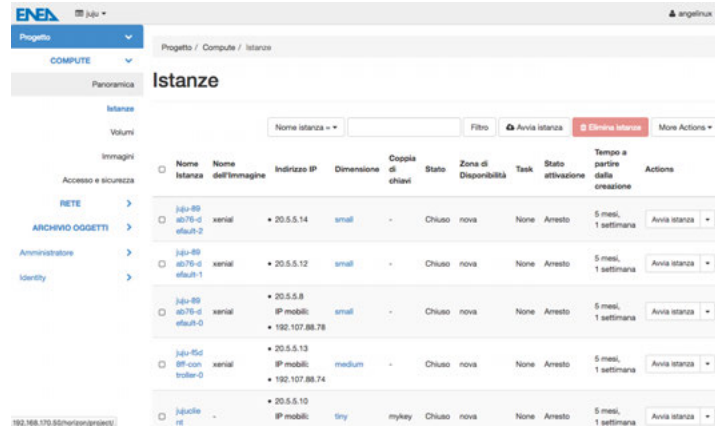 ENEA
juju
angelinux
Progetto
COMPUTE
Panoramica
Istanze
Volumi
Immagini
Accesso e sicurezza
RETE
ARCHIVIO OGGETTI
Amministratore
Identity
Progetto / Compute / Istanze
Istanze
Nome istanza = Filtro Avvia istanza Elimina istanze More Actions
Nome Istanza Nome dell'Immagine Indirizzo IP Dimensione Coppia di chiavi Stato Zona di Disponibilità Task Stato attivazione Tempo a partire dalla creazione Actions
juju-89
ab76-d xenial • 20.5.5.14 small - Chiuso nova None Arresto 5 mesi, 1 settimana Avvia istanza
efault-2
juju-89
ab76-d xenial • 20.5.5.12 small - Chiuso nova None Arresto 5 mesi, 1 settimana Avvia istanza
efault-1
juju-89 • 20.5.5.8
ab76-d xenial IP mobili: small - Chiuso nova None Arresto 5 mesi, 1 settimana Avvia istanza
efault-0 • 192.107.88.78
juju-f5d • 20.5.5.13
8ff-con xenial IP mobili: medium - Chiuso nova None Arresto 5 mesi, 1 settimana Avvia istanza
troller-0 • 192.107.88.74
• 20.5.5.10
jujuclie - IP mobili: tiny mykey Chiuso nova None Arresto 5 mesi, 1 settimana Avvia istanza
nt
192.168.170.50/horizon/project/